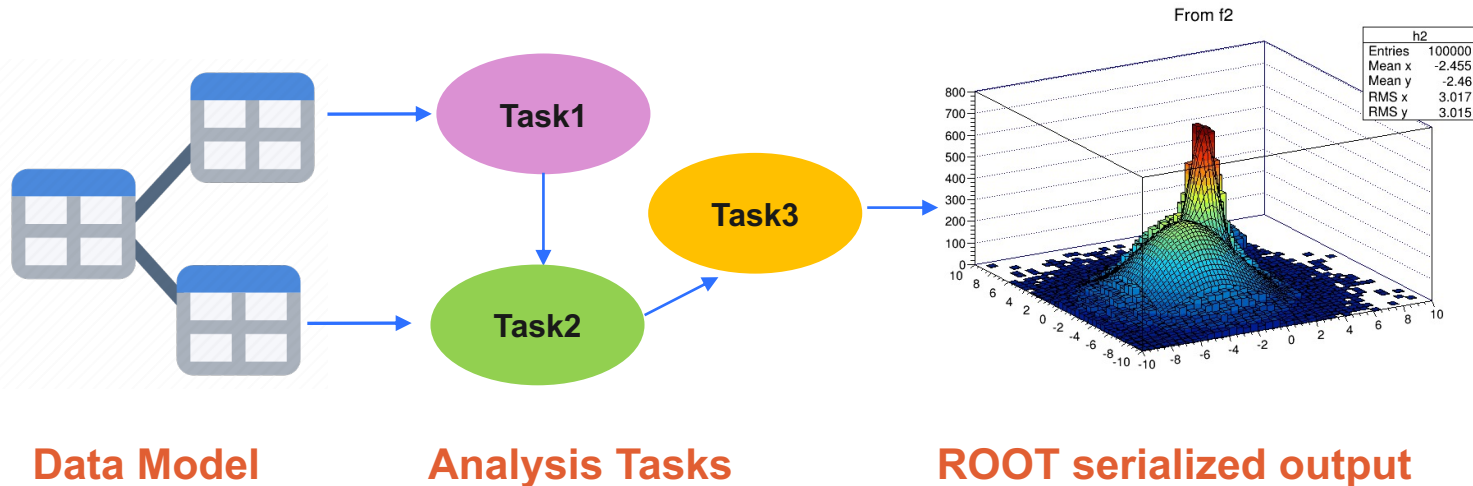 From f2
h2
Entries 100000
Mean x -2.455
Mean y -2.46
RMS x 3.017
RMS y 3.015
800
700
600
500
400
300
200
100
0
10
8
6
4
2
0
-2
-4
-6
-8
-10
-10
-8
-6
-4
-2
0
2
4
6
8
10
Task1
Task3
Task2
Data Model
Analysis Tasks
ROOT serialized output